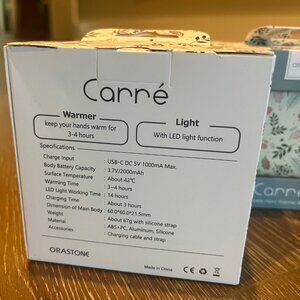 Carré
Warmer
keep your hands warm for
3-4 hours
Light
With LED light function
Specifications
Charge Input : USB-C DC 5V 1000mA Max.
Body Battery Capacity : 3.7V/2000mAh
Surface Temperature : About 42℃
Warming Time : 3~4 hours
LED Light Working Time : 14 hours
Charging Time : About 3 hours
Dimension of Main Body : 60.0*60.0*21.5mm
Weight : About 67g with silicone strap
Material : ABS+PC, Aluminum, Silicone
Accessories : Charging cable and strap
ORASTONE
Made in China
CE
Carré